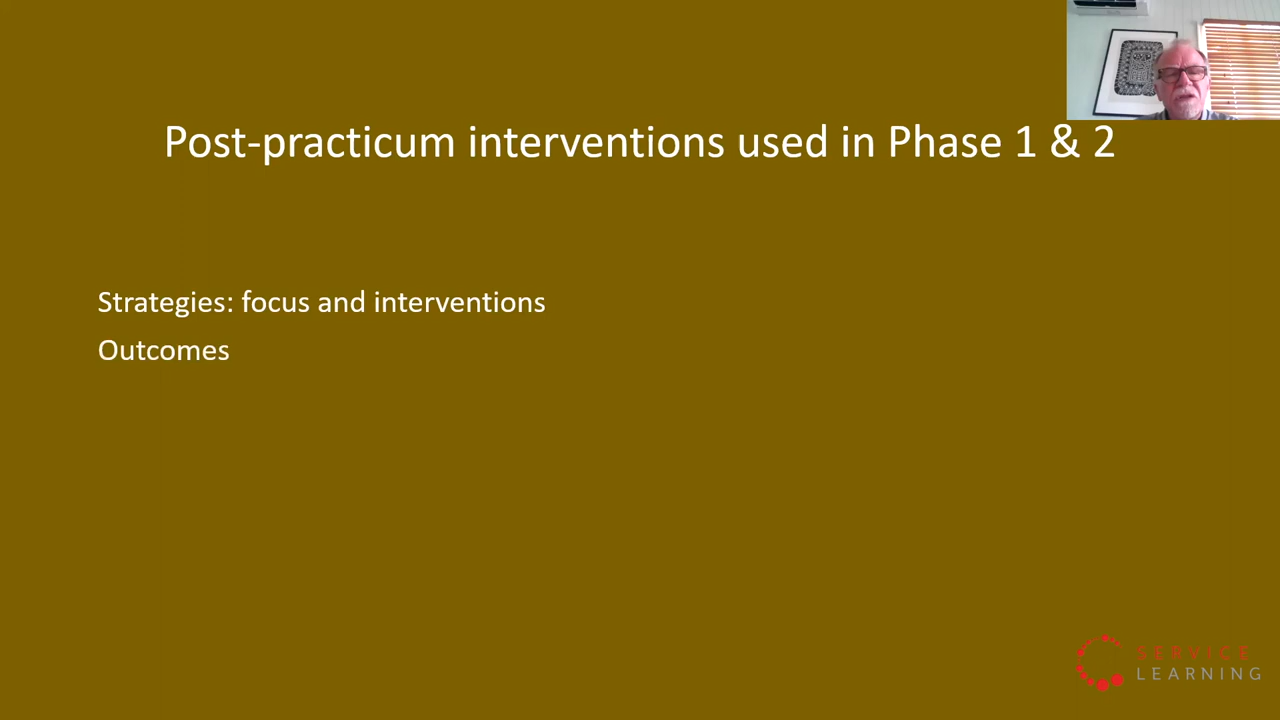 Post-practicum interventions used in Phase 1 & 2
Strategies: focus and interventions
Outcomes
SERVICE
LEARNING